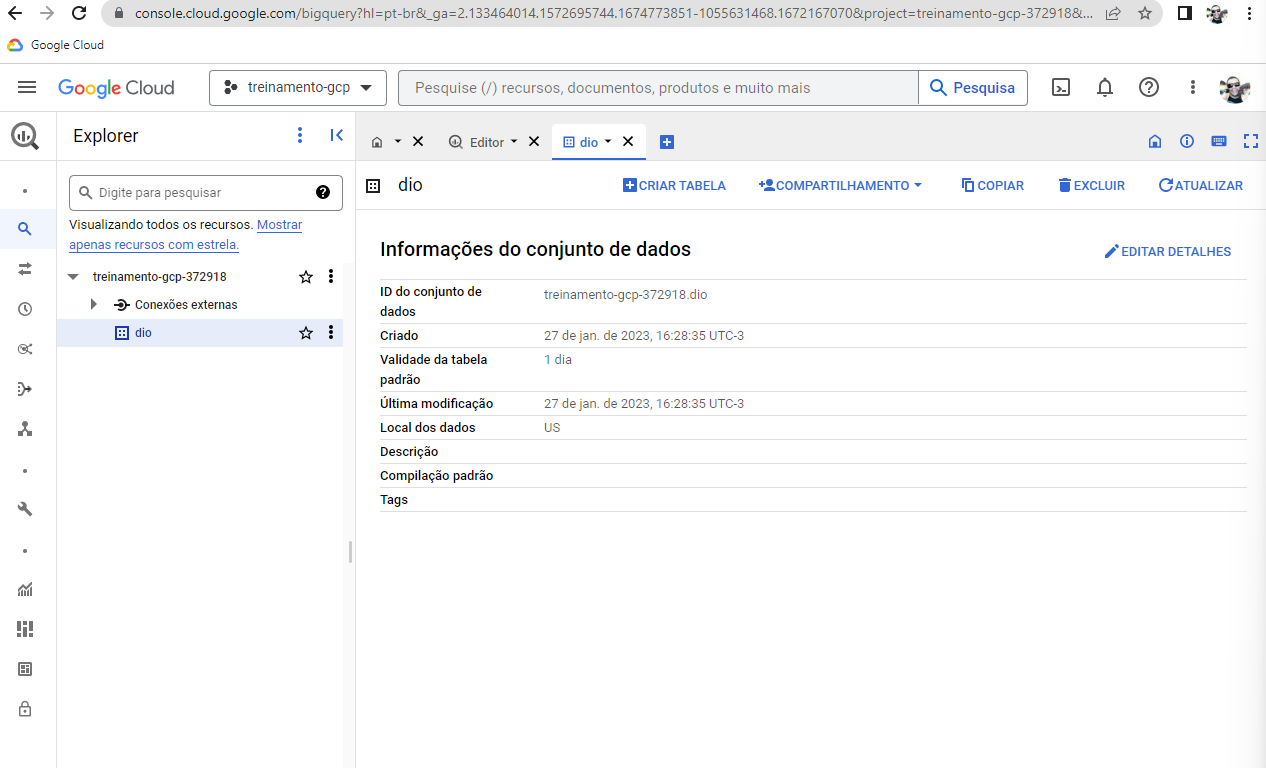 console.cloud.google.com/bigquery?hl=pt-br&_ga=2.133464014.1572695744.1674773851-1055631468.1672167070&project=treinamento-gcp-372918&...
Google Cloud
Google Cloud
treinamento-gcp
Pesquise (/) recursos, documentos, produtos e muito mais
Pesquisa
Explorer
Editor
dio
dio
CRIAR TABELA
COMPARTILHAMENTO
COPIAR
EXCLUIR
ATUALIZAR
Digite para pesquisar
Visualizando todos os recursos. Mostrar
apenas recursos com estrela.
treinamento-gcp-372918
Conexões externas
dio
Informações do conjunto de dados
EDITAR DETALHES
ID do conjunto de
dados
treinamento-gcp-372918.dio
Criado
27 de jan. de 2023, 16:28:35 UTC-3
Validade da tabela
padrão
1 dia
Última modificação
27 de jan. de 2023, 16:28:35 UTC-3
Local dos dados
US
Descrição
Compilação padrão
Tags